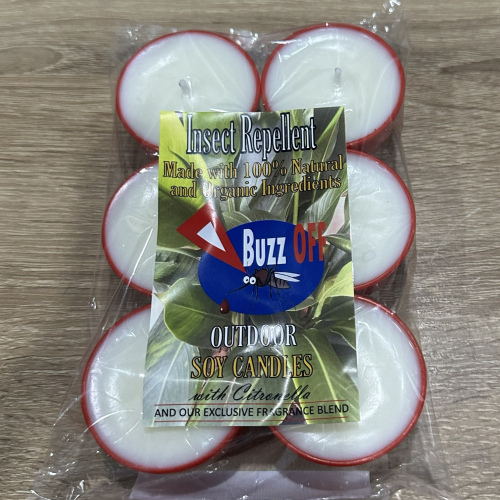 Insect Repellent
Made with 100% Natural
and Organic Ingredients
BUZZ OFF
OUTDOOR
SOY CANDLES
with Citronella
AND OUR EXCLUSIVE FRAGRANCE BLEND